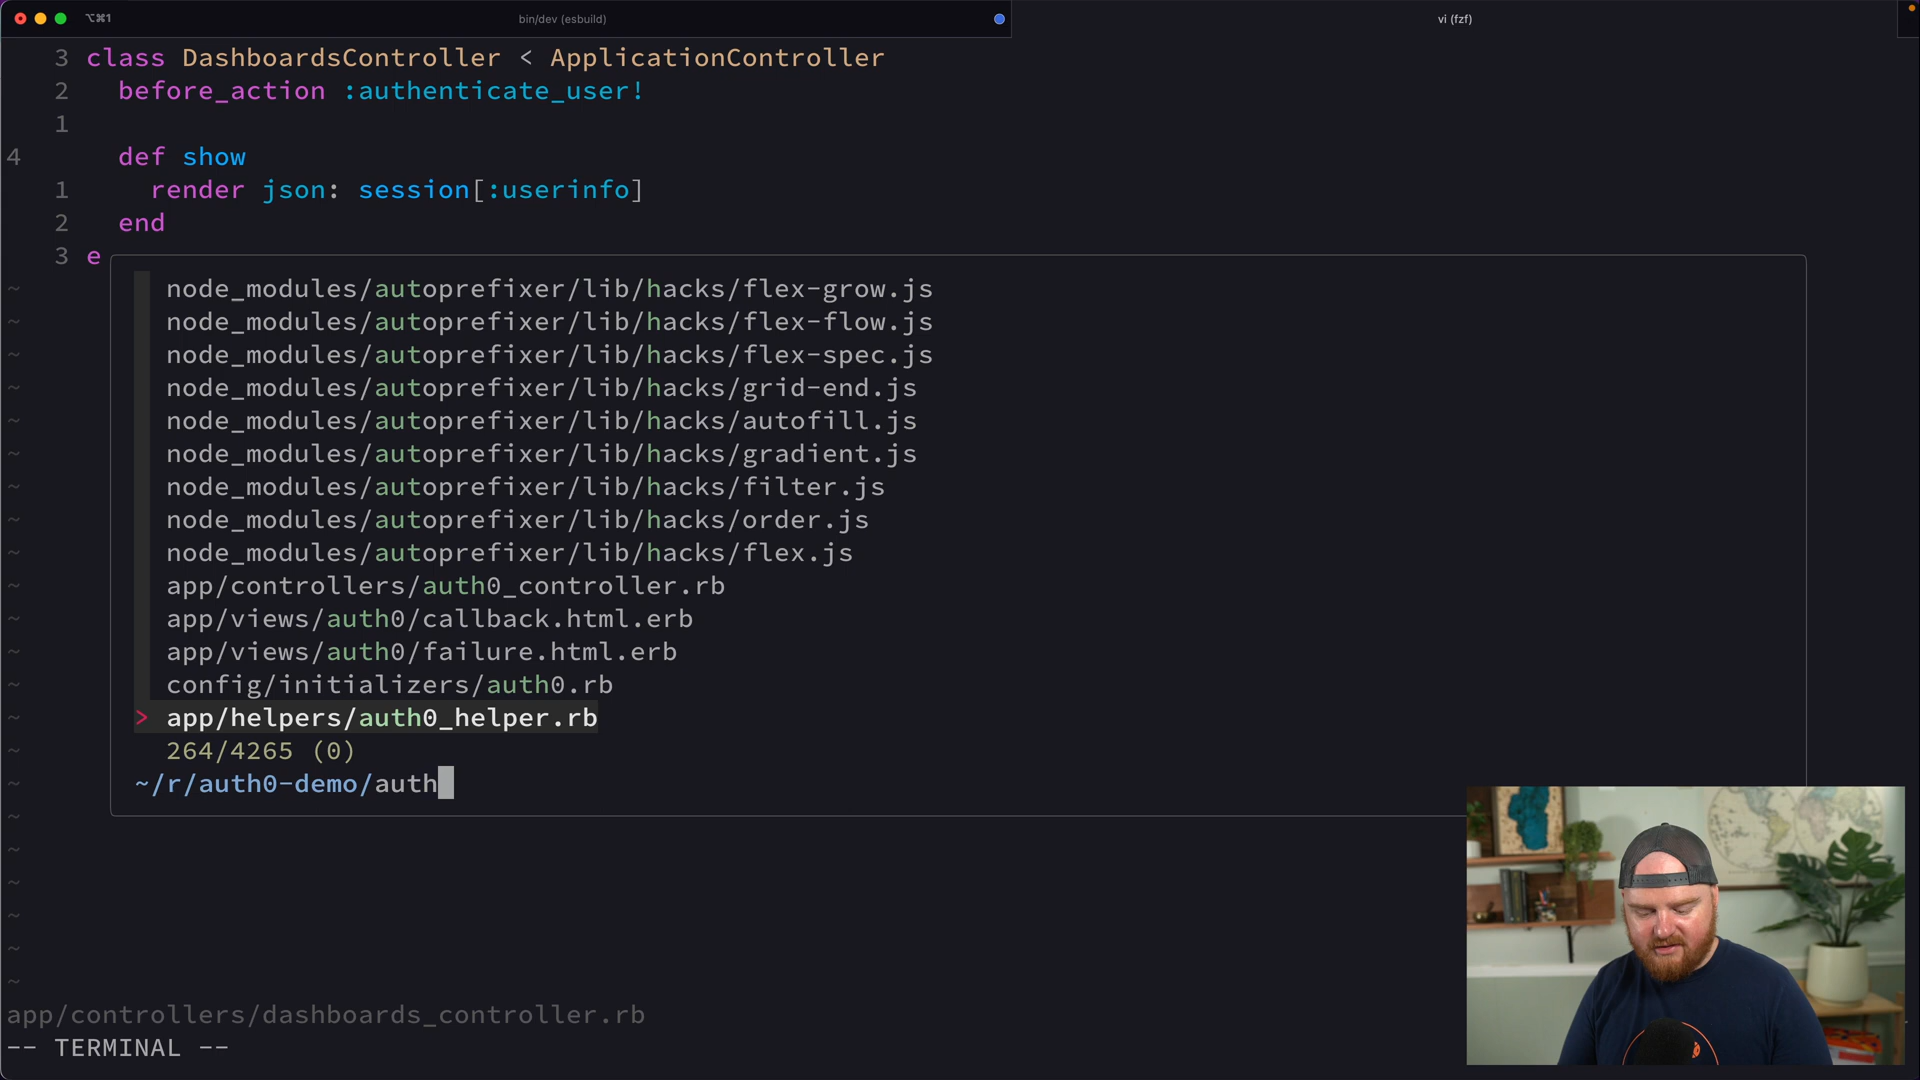 ⌥⌘1
bin/dev (esbuild)
vi (fzf)
3 class DashboardsController < ApplicationController
2 before_action :authenticate_user!
1
4 def show
1 render json: session[:userinfo]
2 end
3 e
~ node_modules/autoprefixer/lib/hacks/flex-grow.js
~ node_modules/autoprefixer/lib/hacks/flex-flow.js
~ node_modules/autoprefixer/lib/hacks/flex-spec.js
~ node_modules/autoprefixer/lib/hacks/grid-end.js
~ node_modules/autoprefixer/lib/hacks/autofill.js
~ node_modules/autoprefixer/lib/hacks/gradient.js
~ node_modules/autoprefixer/lib/hacks/filter.js
~ node_modules/autoprefixer/lib/hacks/order.js
~ node_modules/autoprefixer/lib/hacks/flex.js
~ app/controllers/auth0_controller.rb
~ app/views/auth0/callback.html.erb
~ app/views/auth0/failure.html.erb
~ config/initializers/auth0.rb
~ > app/helpers/auth0_helper.rb
~ 264/4265 (0)
~ ~/r/auth0-demo/auth
~
~
~
~
~
~
app/controllers/dashboards_controller.rb
-- TERMINAL --